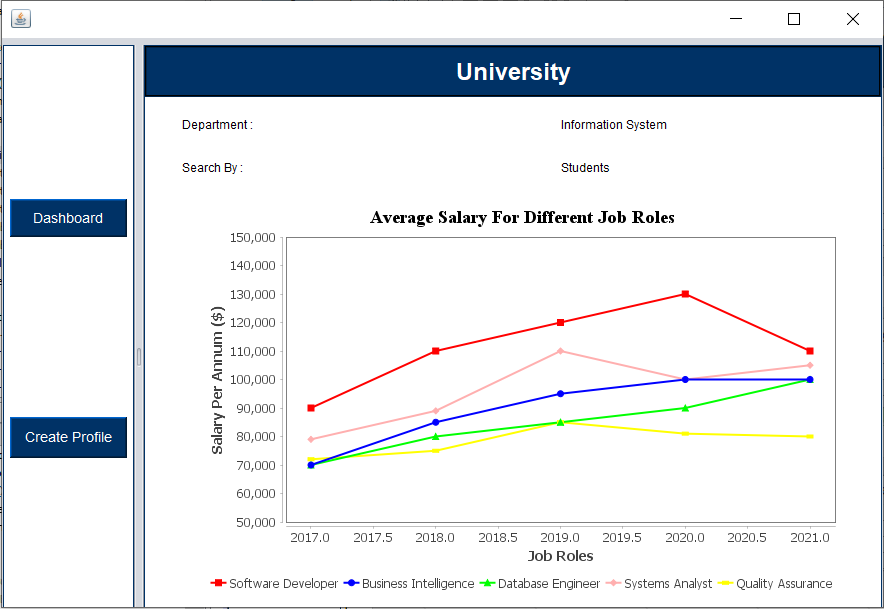 University
Department : Information System
Search By : Students
Dashboard
Create Profile
Average Salary For Different Job Roles
Salary Per Annum ($)
150,000
140,000
130,000
120,000
110,000
100,000
90,000
80,000
70,000
60,000
50,000
2017.0 2017.5 2018.0 2018.5 2019.0 2019.5 2020.0 2020.5 2021.0
Job Roles
Software Developer Business Intelligence Database Engineer Systems Analyst Quality Assurance